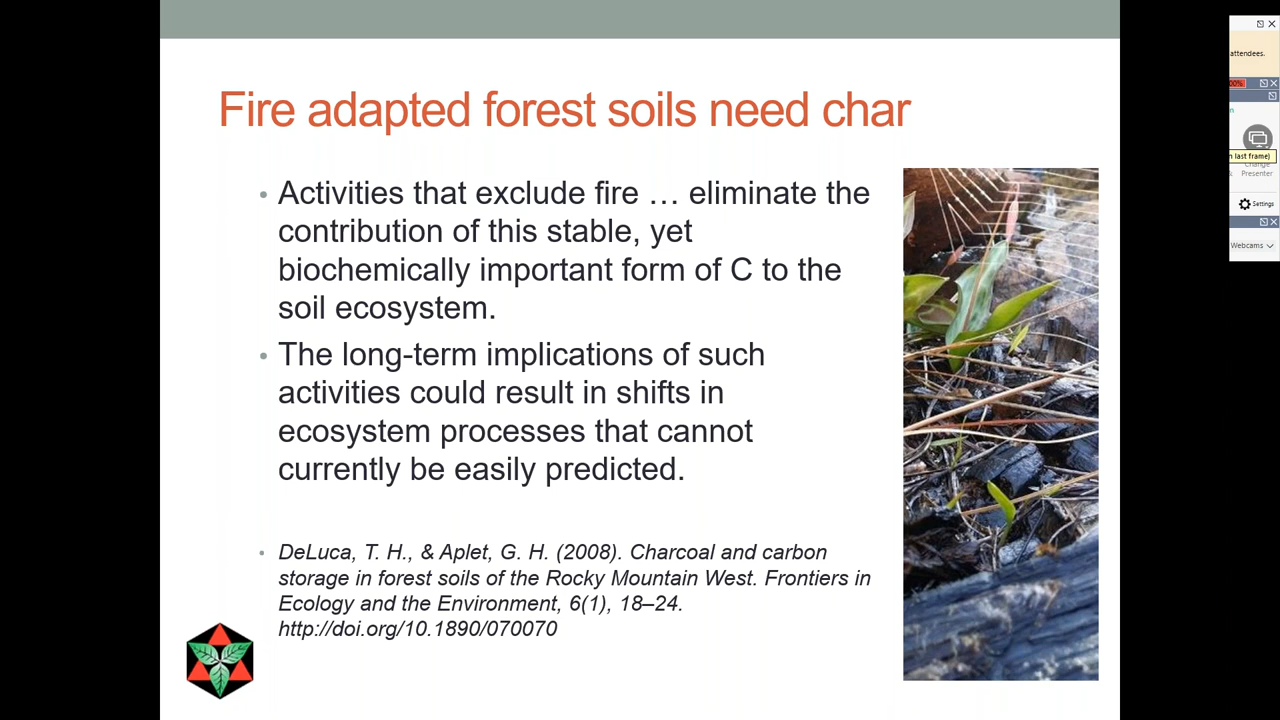 Fire adapted forest soils need char
• Activities that exclude fire … eliminate the
contribution of this stable, yet
biochemically important form of C to the
soil ecosystem.
• The long-term implications of such
activities could result in shifts in
ecosystem processes that cannot
currently be easily predicted.
• DeLuca, T. H., & Aplet, G. H. (2008). Charcoal and carbon
storage in forest soils of the Rocky Mountain West. Frontiers in
Ecology and the Environment, 6(1), 18–24.
http://doi.org/10.1890/070070
attendees.
last frame)
Change
Presenter
Settings
Webcams